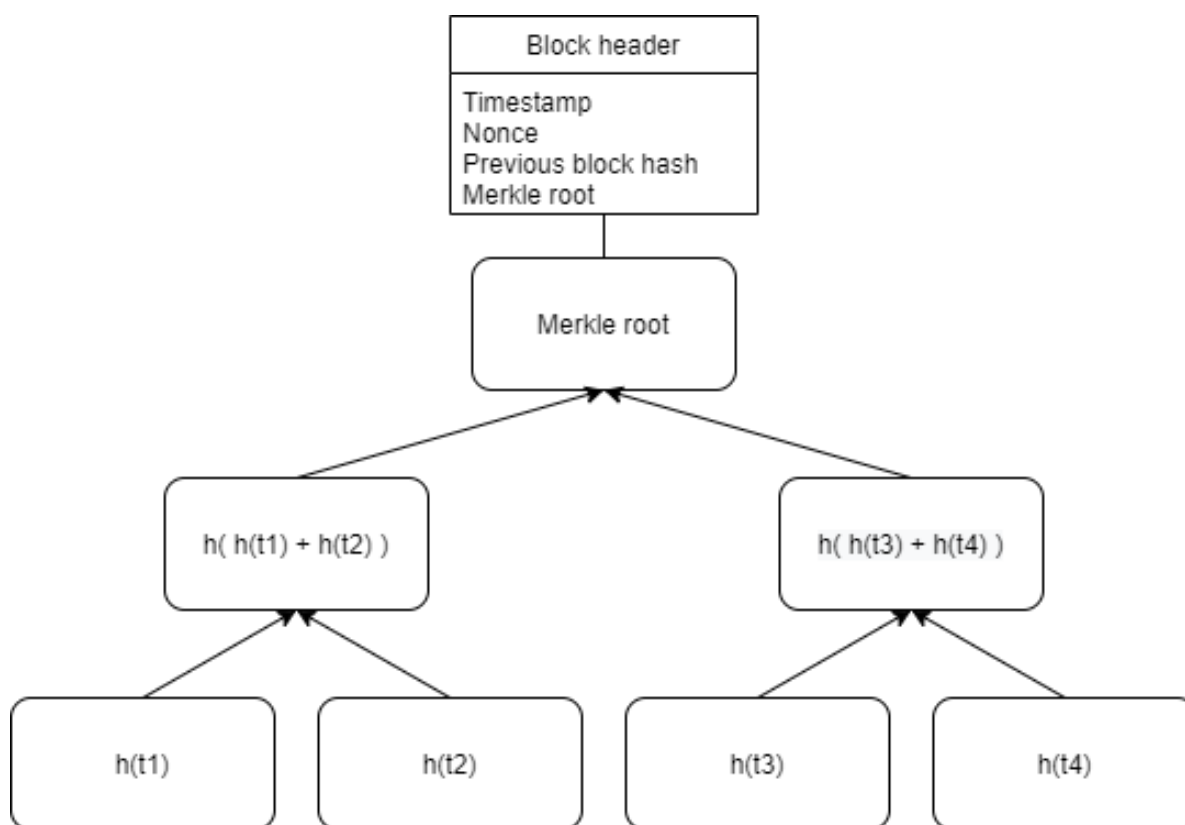 Block header
Timestamp
Nonce
Previous block hash
Merkle root
Merkle root
h( h(t1) + h(t2) )
h( h(t3) + h(t4) )
h(t1)
h(t2)
h(t3)
h(t4)